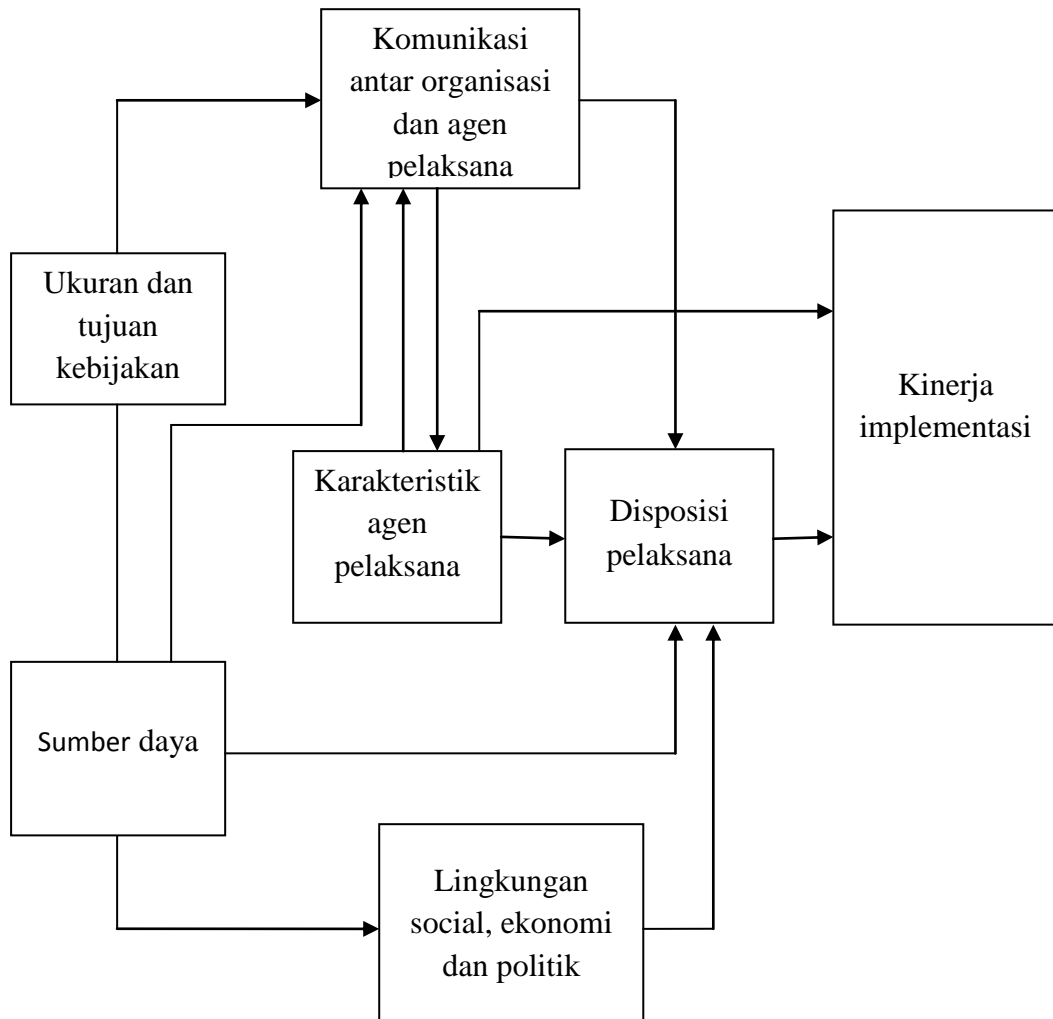 Komunikasi
antar organisasi
dan agen
pelaksana
Ukuran dan
tujuan
kebijakan
Kinerja
implementasi
Karakteristik
agen
pelaksana
Disposisi
pelaksana
Sumber daya
Lingkungan
social, ekonomi
dan politik